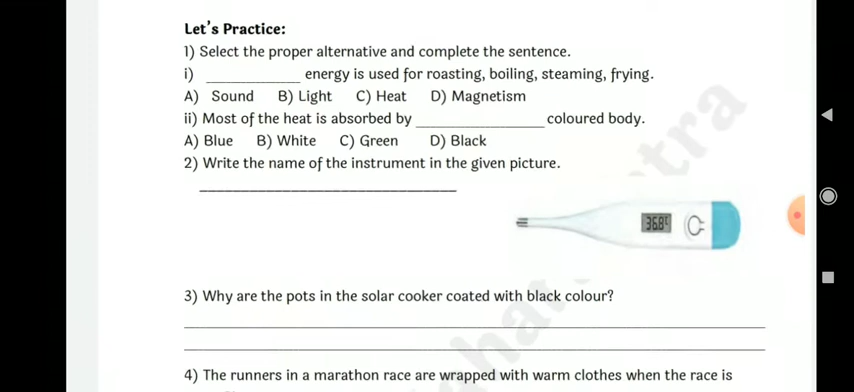 Let's Practice:
1) Select the proper alternative and complete the sentence.
i) ____________ energy is used for roasting, boiling, steaming, frying.
A) Sound B) Light C) Heat D) Magnetism
ii) Most of the heat is absorbed by ________________ coloured body.
A) Blue B) White C) Green D) Black
2) Write the name of the instrument in the given picture.
________________________________
3) Why are the pots in the solar cooker coated with black colour?
4) The runners in a marathon race are wrapped with warm clothes when the race is